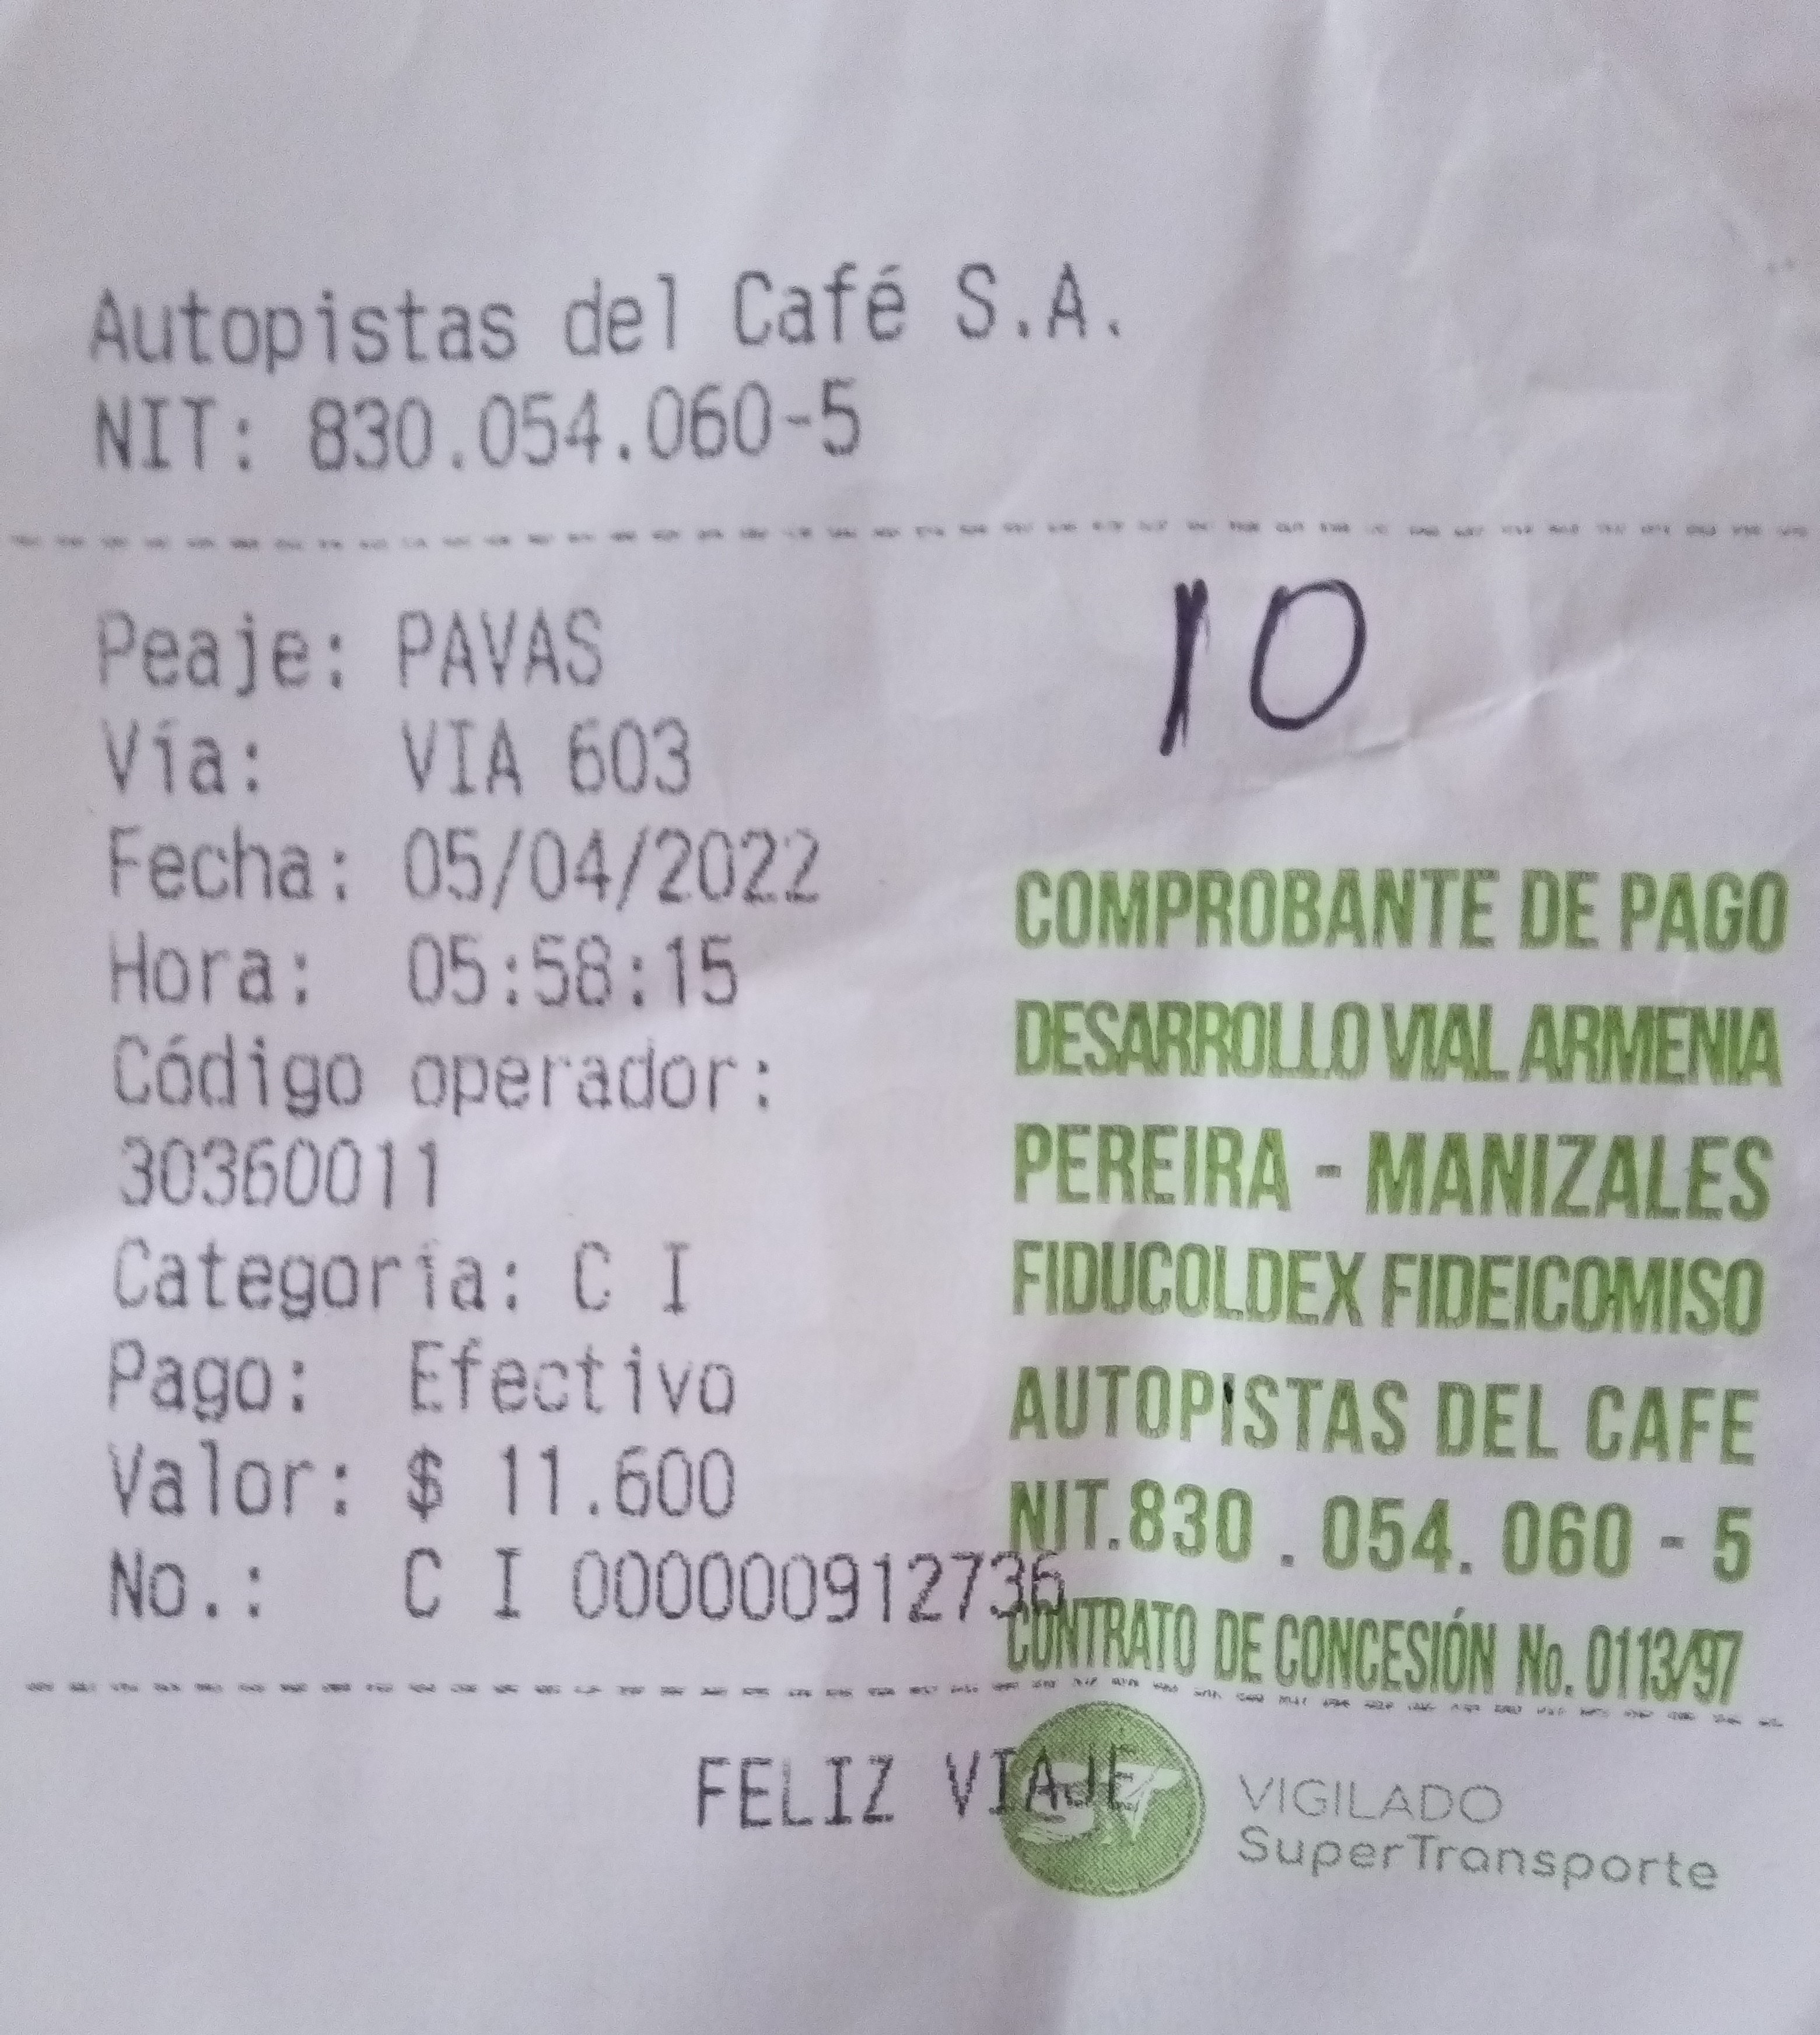 Autopistas del Café S.A.
NIT: 830.054.060-5
10
Peaje: PAVAS
Vía: VIA 603
Fecha: 05/04/2022
Hora: 05:58:15
Código operador:
30360011
Categoría: C I
Pago: Efectivo
Valor: $ 11.600
No.: C I 000000912736
COMPROBANTE DE PAGO
DESARROLLO VIAL ARMENIA
PEREIRA - MANIZALES
FIDUCOLDEX FIDEICOMISO
AUTOPISTAS DEL CAFE
NIT.830 . 054. 060 - 5
CONTRATO DE CONCESIÓN No. 0113/97
FELIZ VIAJE
VIGILADO
SuperTransporte